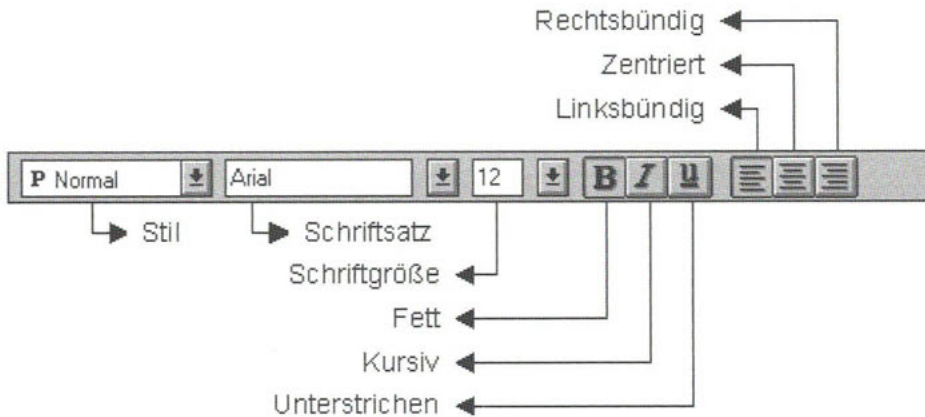 Rechtsbündig
Zentriert
Linksbündig
P Normal Arial 12 B I u
Stil Schriftsatz
Schriftgröße
Fett
Kursiv
Unterstrichen